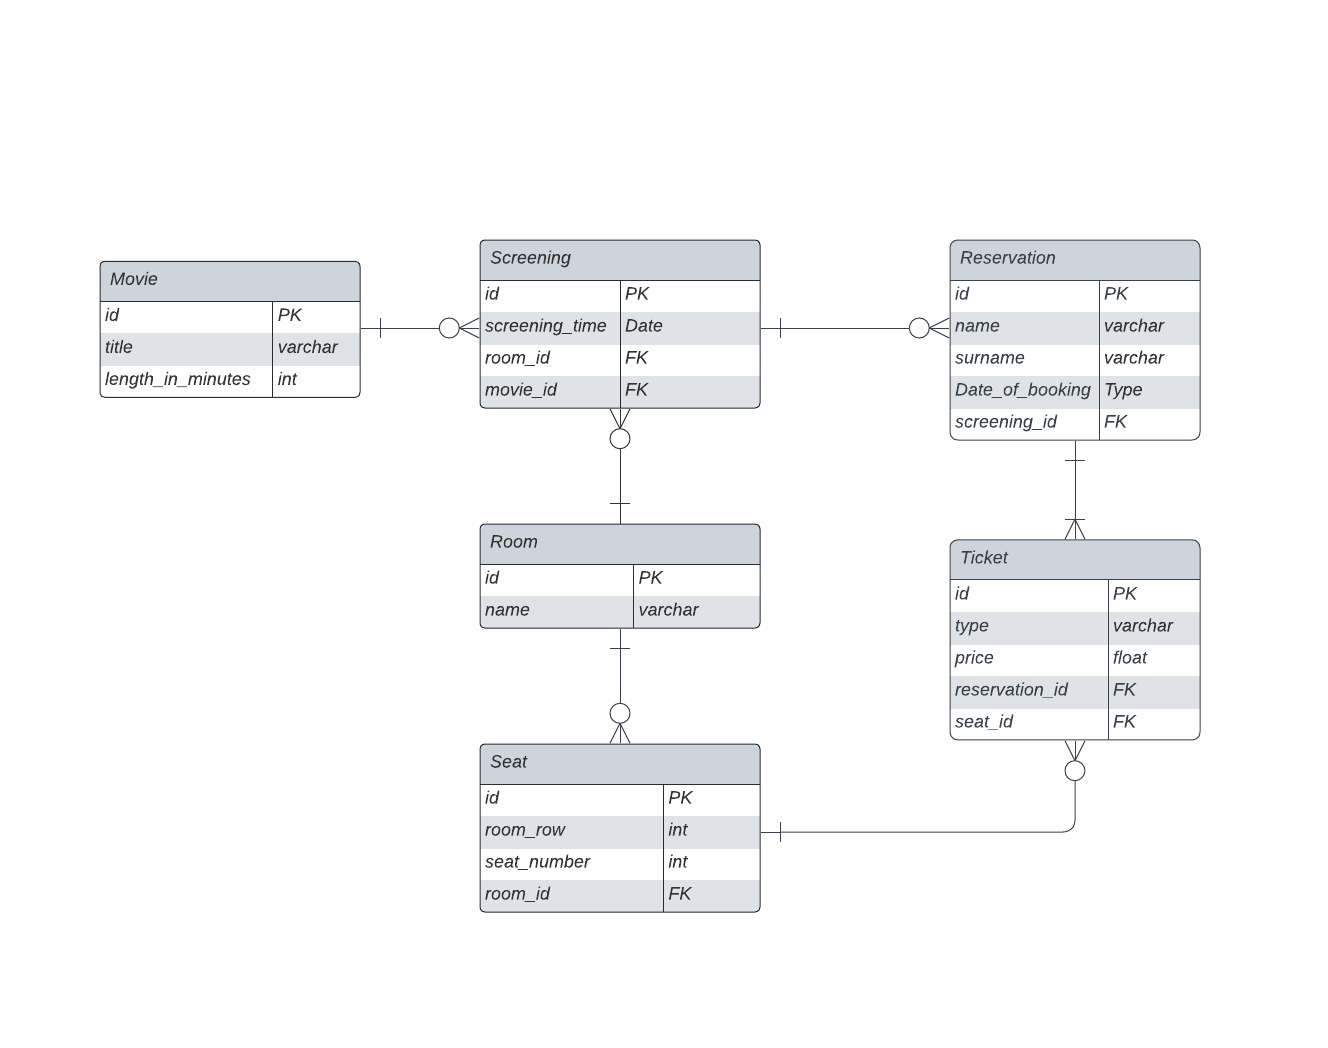 Movie
id PK
title varchar
length_in_minutes int
Screening
id PK
screening_time Date
room_id FK
movie_id FK
Reservation
id PK
name varchar
surname varchar
Date_of_booking Type
screening_id FK
Room
id PK
name varchar
Ticket
id PK
type varchar
price float
reservation_id FK
seat_id FK
Seat
id PK
room_row int
seat_number int
room_id FK